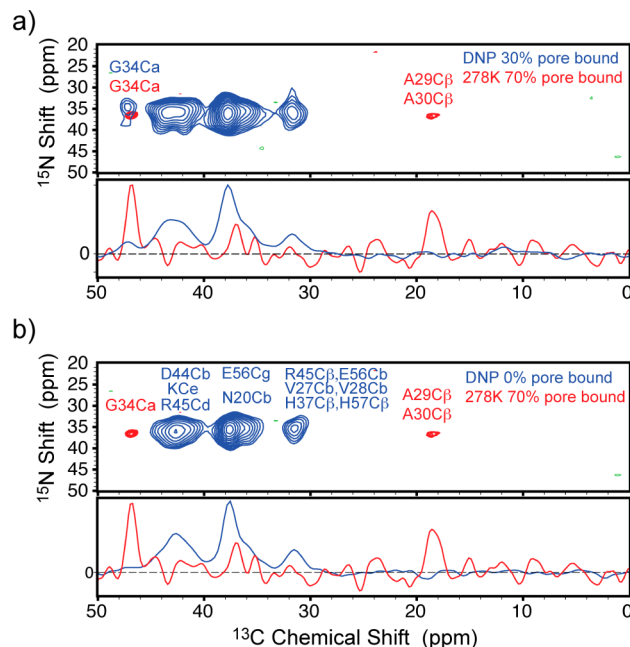 a)
G34Ca
G34Ca
A29Cβ
A30Cβ
DNP 30% pore bound
278K 70% pore bound
15N Shift (ppm)
20
25
30
35
40
45
50
0
50
40
30
20
10
0
b)
D44Cb
KCe
R45Cd
E56Cg
N20Cb
R45Cβ,E56Cb
V27Cb,V28Cb
H37Cβ,H57Cβ
G34Ca
A29Cβ
A30Cβ
DNP 0% pore bound
278K 70% pore bound
15N Shift (ppm)
20
25
30
35
40
45
50
0
50
40
30
20
10
0
13C Chemical Shift (ppm)